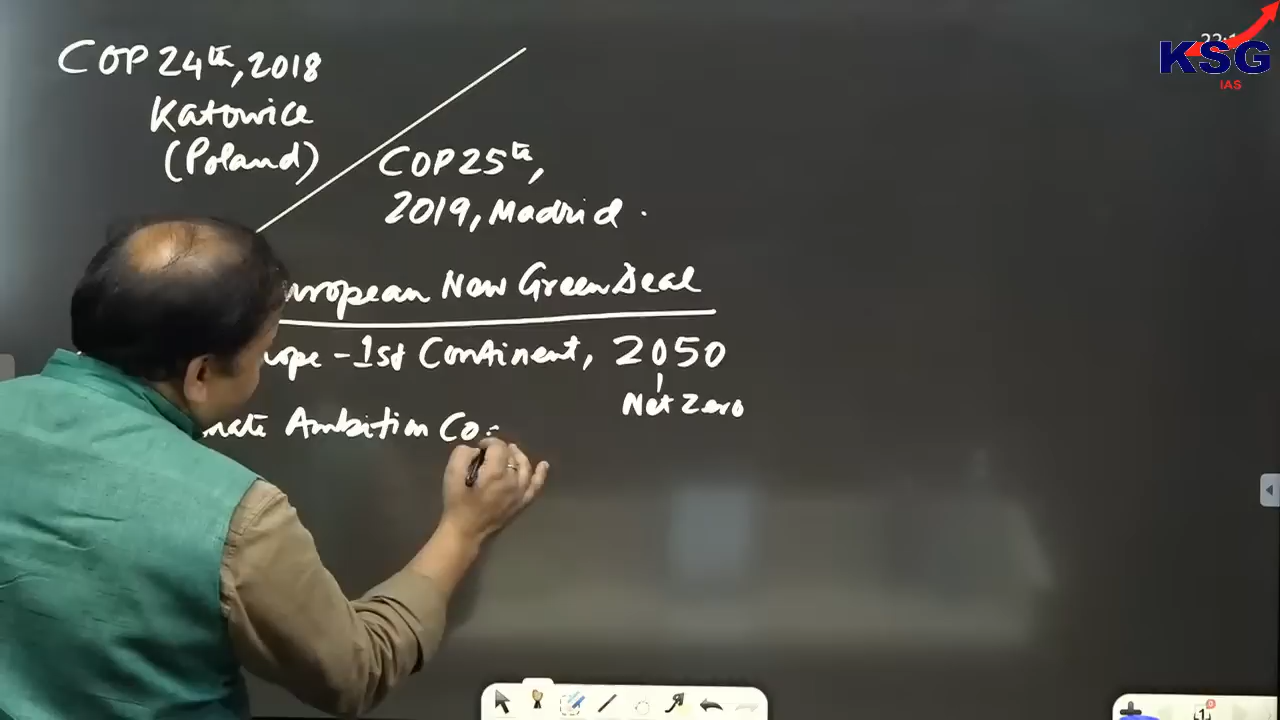 COP 24th, 2018
Katowice
(Poland)
COP 25th,
2019, Madrid.
uropean New Green Deal
ope - 1st Continent, 2050
Net Zero
mate Ambition Co
KSG
IAS